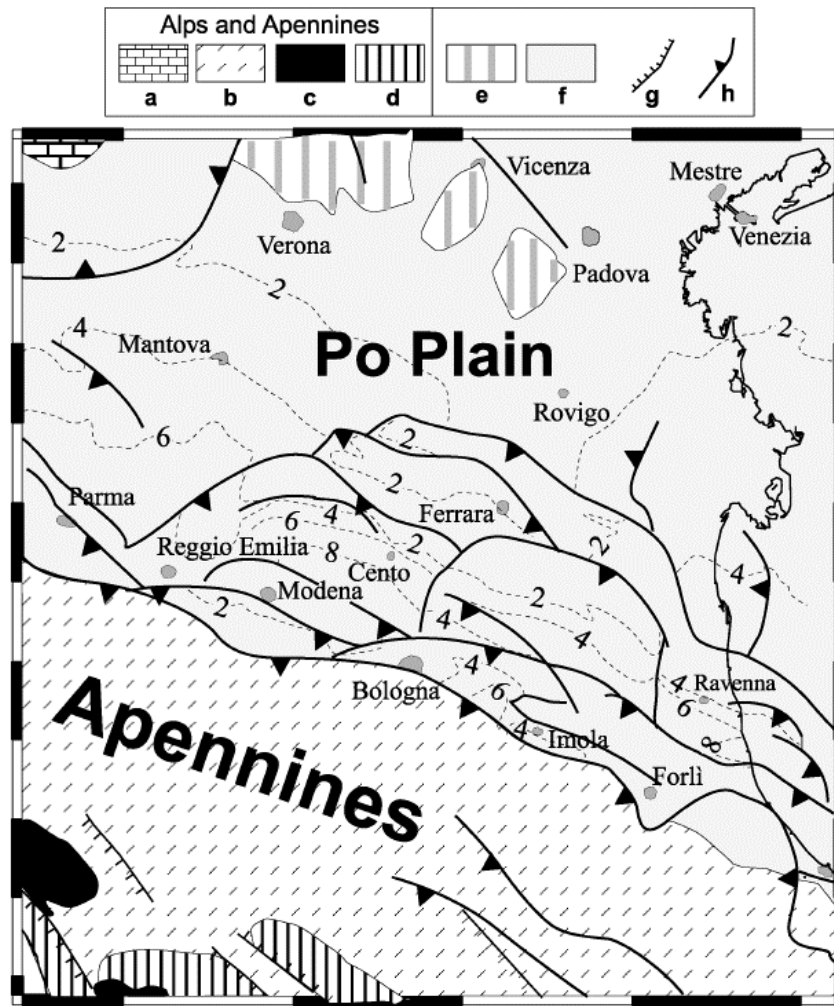 Alps and Apennines
a b c d e f g h
Vicenza
Mestre
Verona
Venezia
2
Padova
2
4
Mantova
Po Plain
2
Rovigo
6
2
Parma
2
Ferrara
6 4
Reggio Emilia
8
2
Cento
2
4
Modena
2
2
4
4
4
Ravenna
Bologna
6
6
4
Imola
8
Apennines
Forlì